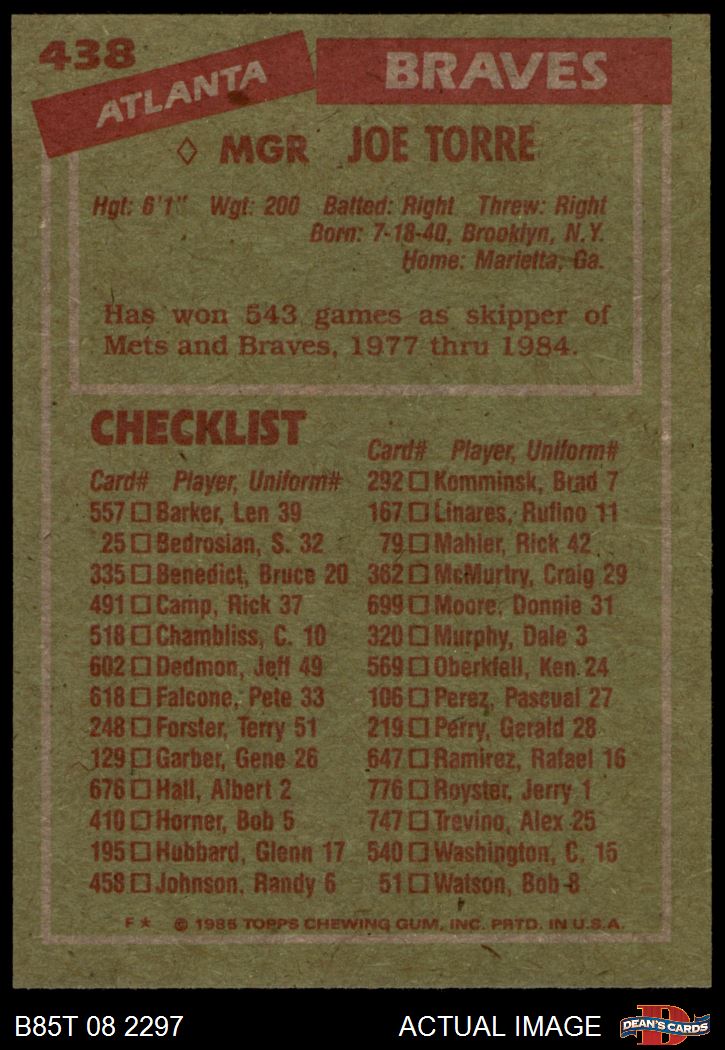 438
ATLANTA BRAVES
◇ MGR JOE TORRE
Hgt: 6'1" Wgt: 200 Batted: Right Threw: Right
Born: 7-18-40, Brooklyn, N.Y.
Home: Marietta, Ga.
Has won 543 games as skipper of
Mets and Braves, 1977 thru 1984.
CHECKLIST
Card# Player, Uniform#
557 ☐ Barker, Len 39
25 ☐ Bedrosian, S. 32
335 ☐ Benedict, Bruce 20
491 ☐ Camp, Rick 37
518 ☐ Chambliss, C. 10
602 ☐ Dedmon, Jeff 49
618 ☐ Falcone, Pete 33
248 ☐ Forster, Terry 51
129 ☐ Garber, Gene 26
676 ☐ Hall, Albert 2
410 ☐ Horner, Bob 5
195 ☐ Hubbard, Glenn 17
458 ☐ Johnson, Randy 6
Card# Player, Uniform#
292 ☐ Komminsk, Brad 7
167 ☐ Linares, Rufino 11
79 ☐ Mahler, Rick 42
362 ☐ McMurtry, Craig 29
699 ☐ Moore, Donnie 31
320 ☐ Murphy, Dale 3
569 ☐ Oberkfell, Ken 24
106 ☐ Perez, Pascual 27
219 ☐ Perry, Gerald 28
647 ☐ Ramirez, Rafael 16
776 ☐ Royster, Jerry 1
747 ☐ Trevino, Alex 25
540 ☐ Washington, C. 15
51 ☐ Watson, Bob 8
F ★ © 1985 TOPPS CHEWING GUM, INC. PRTD. IN U.S.A.
B85T 08 2297 ACTUAL IMAGE
D
DEAN'S CARDS